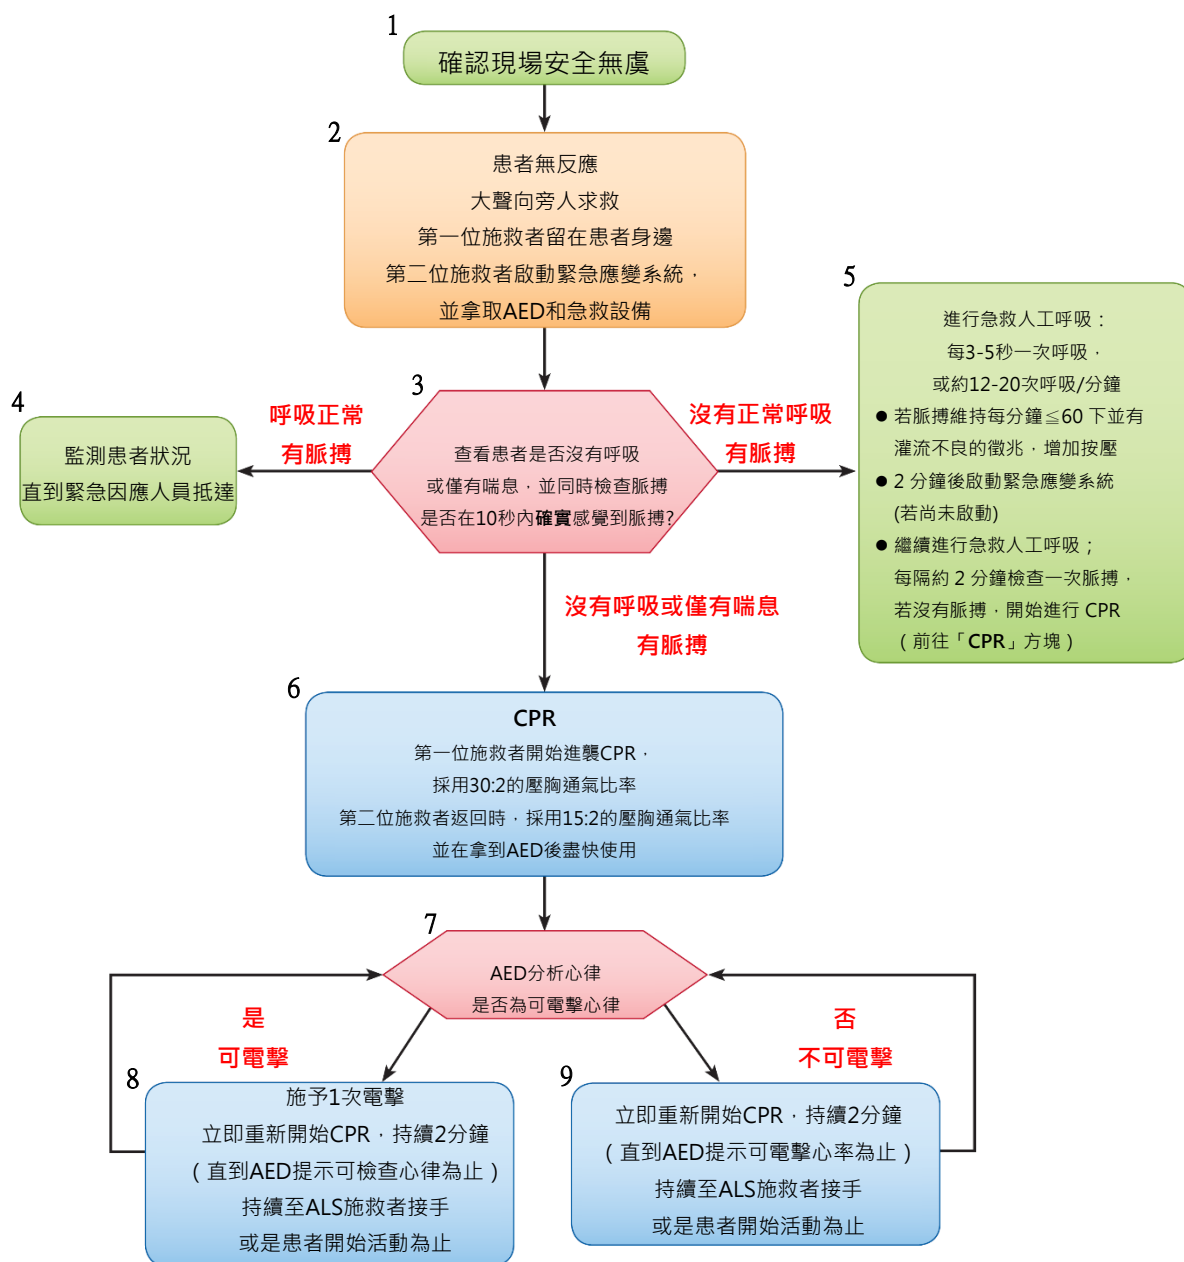 1
確認現場安全無虞
2
患者無反應
大聲向旁人求救
第一位施救者留在患者身邊
第二位施救者啟動緊急應變系統，
並拿取AED和急救設備
3
查看患者是否沒有呼吸
或僅有喘息，並同時檢查脈搏
是否在10秒內確實感覺到脈搏?
呼吸正常
有脈搏
4
監測患者狀況
直到緊急因應人員抵達
沒有正常呼吸
有脈搏
5
進行急救人工呼吸：
每3-5秒一次呼吸，
或約12-20次呼吸/分鐘
● 若脈搏維持每分鐘≦60 下並有
灌流不良的徵兆，增加按壓
● 2 分鐘後啟動緊急應變系統
(若尚未啟動)
● 繼續進行急救人工呼吸；
每隔約 2 分鐘檢查一次脈搏，
若沒有脈搏，開始進行 CPR
（前往「CPR」方塊）
沒有呼吸或僅有喘息
有脈搏
6
CPR
第一位施救者開始進襲CPR，
採用30:2的壓胸通氣比率
第二位施救者返回時，採用15:2的壓胸通氣比率
並在拿到AED後盡快使用
7
AED分析心律
是否為可電擊心律
是
可電擊
8
施予1次電擊
立即重新開始CPR，持續2分鐘
（直到AED提示可檢查心律為止）
持續至ALS施救者接手
或是患者開始活動為止
否
不可電擊
9
立即重新開始CPR，持續2分鐘
（直到AED提示可電擊心率為止）
持續至ALS施救者接手
或是患者開始活動為止